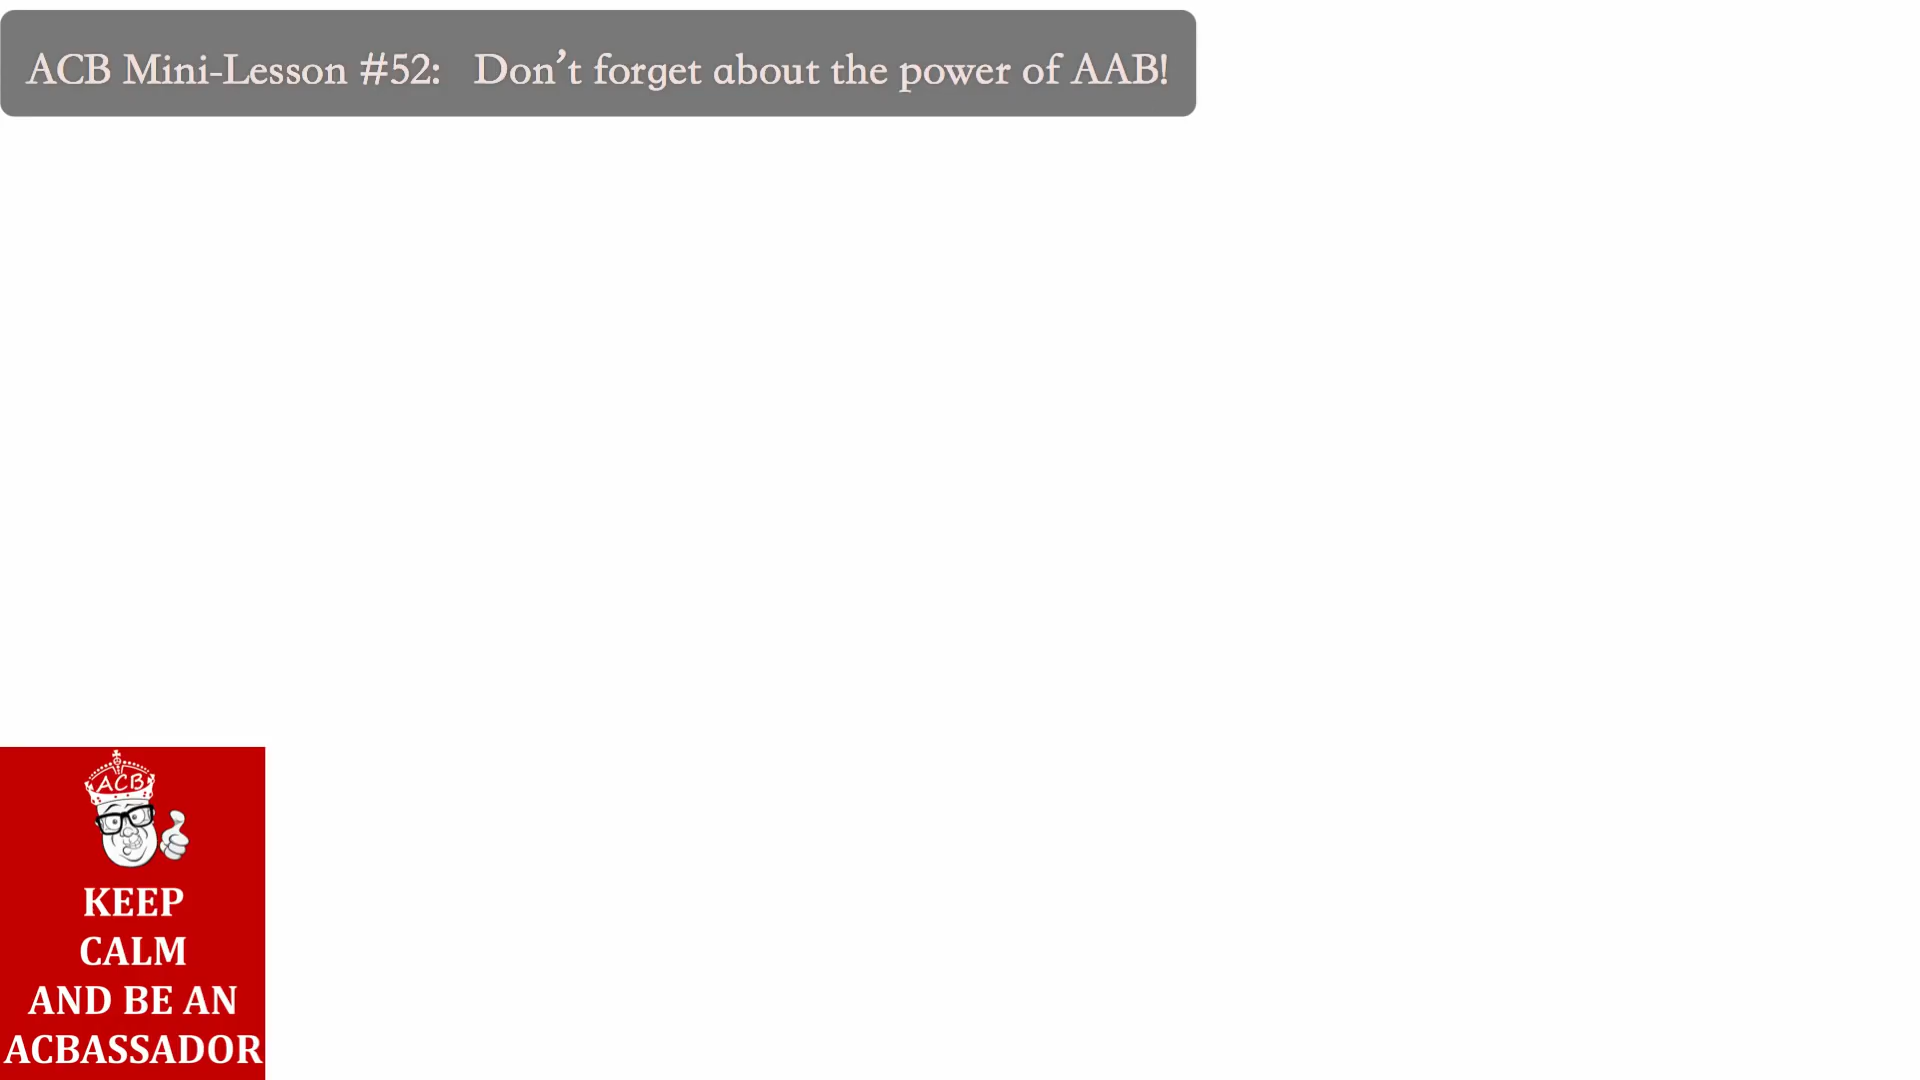 ACB Mini-Lesson #52: Don't forget about the power of AAB!
ACB
KEEP
CALM
AND BE AN
ACBASSADOR